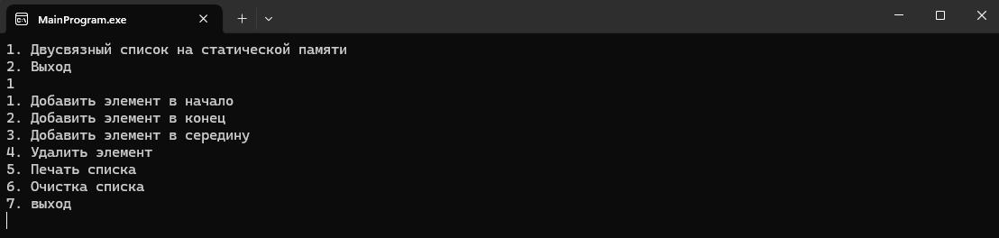 MainProgram.exe
1. Двусвязный список на статической памяти
2. Выход
1
1. Добавить элемент в начало
2. Добавить элемент в конец
3. Добавить элемент в середину
4. Удалить элемент
5. Печать списка
6. Очистка списка
7. выход